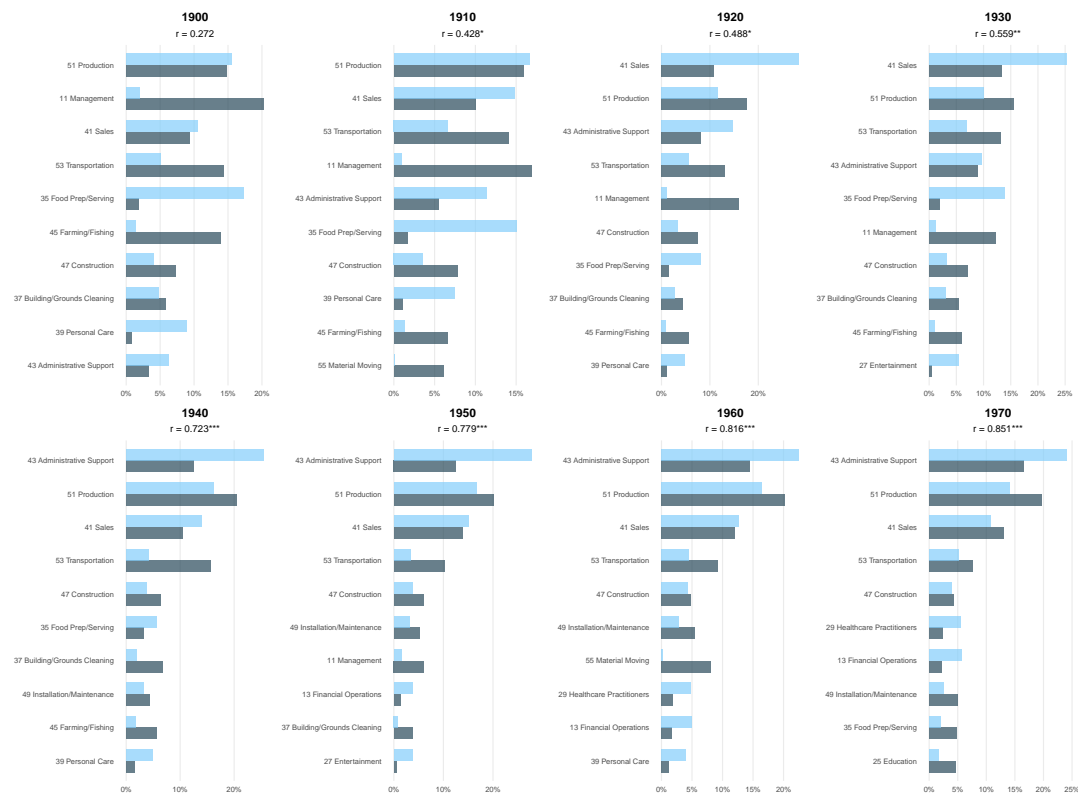 1900
r = 0.272
51 Production
11 Management
41 Sales
53 Transportation
35 Food Prep/Serving
45 Farming/Fishing
47 Construction
37 Building/Grounds Cleaning
39 Personal Care
43 Administrative Support
0% 5% 10% 15% 20%
1910
r = 0.428*
51 Production
41 Sales
53 Transportation
11 Management
43 Administrative Support
35 Food Prep/Serving
47 Construction
39 Personal Care
45 Farming/Fishing
55 Material Moving
0% 5% 10% 15%
1920
r = 0.488*
41 Sales
51 Production
43 Administrative Support
53 Transportation
11 Management
47 Construction
35 Food Prep/Serving
37 Building/Grounds Cleaning
45 Farming/Fishing
39 Personal Care
0% 10% 20%
1930
r = 0.559**
41 Sales
51 Production
53 Transportation
43 Administrative Support
35 Food Prep/Serving
11 Management
47 Construction
37 Building/Grounds Cleaning
45 Farming/Fishing
27 Entertainment
0% 5% 10% 15% 20% 25%
1940
r = 0.723***
43 Administrative Support
51 Production
41 Sales
53 Transportation
47 Construction
35 Food Prep/Serving
37 Building/Grounds Cleaning
49 Installation/Maintenance
45 Farming/Fishing
39 Personal Care
0% 10% 20%
1950
r = 0.779***
43 Administrative Support
51 Production
41 Sales
53 Transportation
47 Construction
49 Installation/Maintenance
11 Management
13 Financial Operations
37 Building/Grounds Cleaning
27 Entertainment
0% 10% 20%
1960
r = 0.816***
43 Administrative Support
51 Production
41 Sales
53 Transportation
47 Construction
49 Installation/Maintenance
55 Material Moving
29 Healthcare Practitioners
13 Financial Operations
39 Personal Care
0% 5% 10% 15% 20%
1970
r = 0.851***
43 Administrative Support
51 Production
41 Sales
53 Transportation
47 Construction
29 Healthcare Practitioners
13 Financial Operations
49 Installation/Maintenance
35 Food Prep/Serving
25 Education
0% 5% 10% 15% 20% 25%